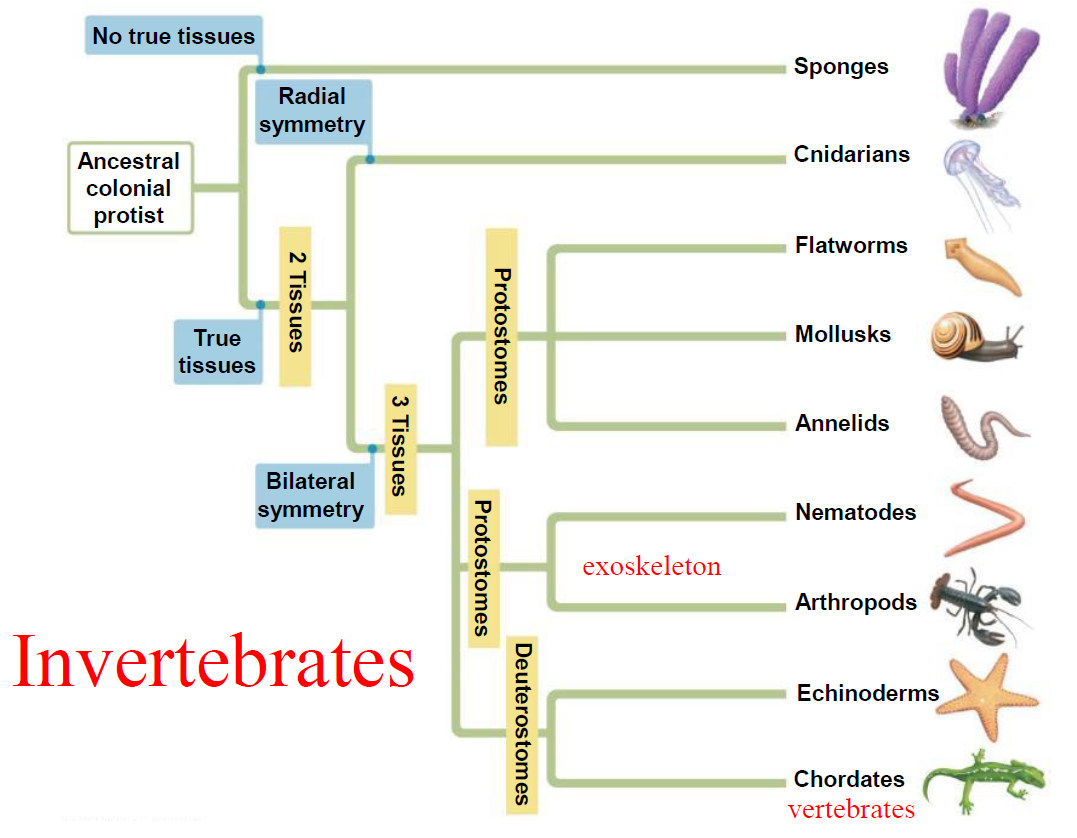 No true tissues
Sponges
Radial
symmetry
Cnidarians
Ancestral
colonial
protist
Flatworms
2 Tissues
Protostomes
True
tissues
Mollusks
3 Tissues
Annelids
Bilateral
symmetry
Nematodes
Protostomes
exoskeleton
Arthropods
Invertebrates
Deuterostomes
Echinoderms
Chordates
vertebrates